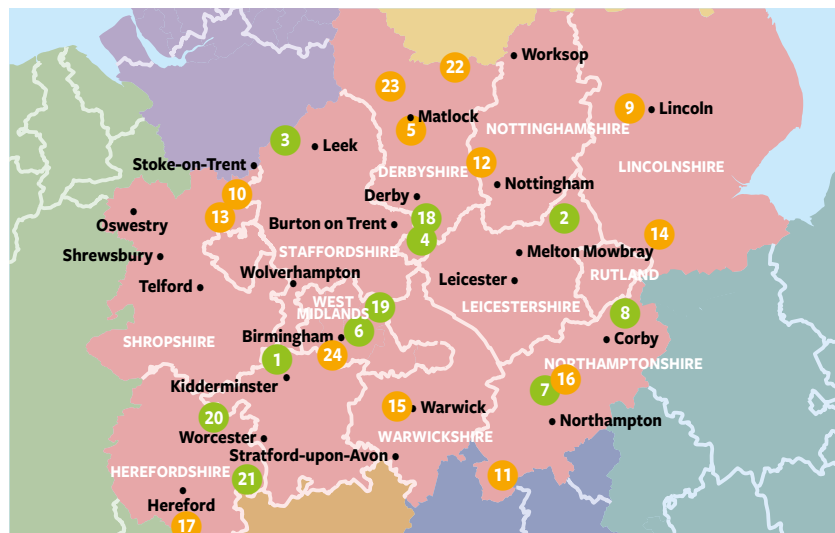 Worksop
22
23
9
Lincoln
Matlock
5
NOTTINGHAMSHIRE
3
Leek
Stoke-on-Trent
12
DERBYSHIRE
LINCOLNSHIRE
10
Derby
Nottingham
13
Oswestry
18
2
Burton on Trent
4
14
STAFFORDSHIRE
Shrewsbury
Melton Mowbray
Wolverhampton
RUTLAND
Telford
Leicester
WEST
MIDLANDS
19
LEICESTERSHIRE
8
6
Birmingham
SHROPSHIRE
Corby
24
1
NORTHAMPTONSHIRE
Kidderminster
16
7
15
Warwick
20
Northampton
Worcester
WARWICKSHIRE
Stratford-upon-Avon
HEREFORDSHIRE
21
11
Hereford
17